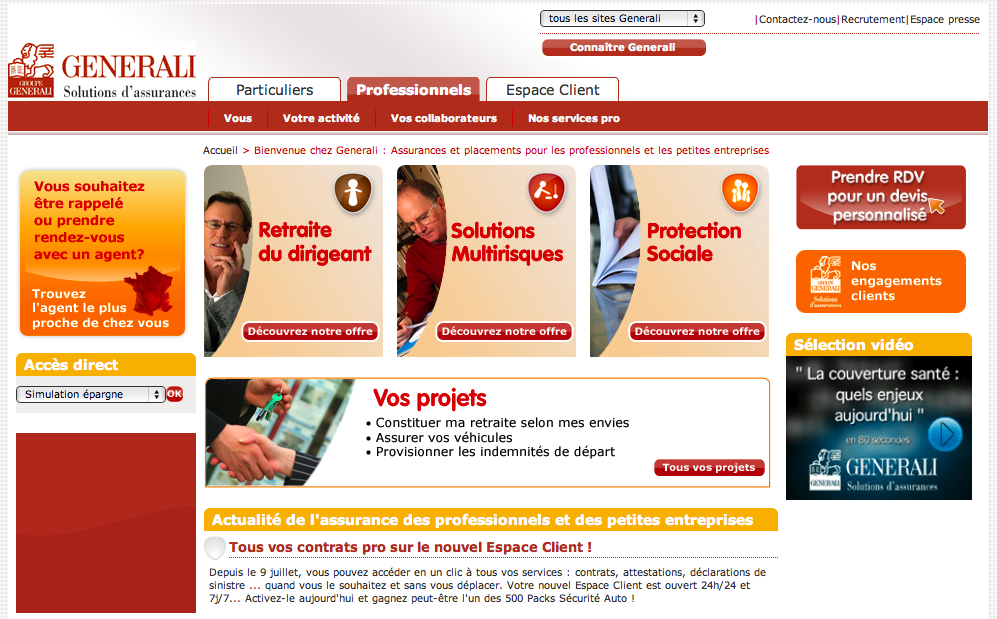 tous les sites Generali
|Contactez-nous|Recrutement|Espace presse
Connaître Generali
GROUPE
GENERALI
GENERALI
Solutions d'assurances
Particuliers
Professionnels
Espace Client
Vous
Votre activité
Vos collaborateurs
Nos services pro
Accueil > Bienvenue chez Generali : Assurances et placements pour les professionnels et les petites entreprises
Vous souhaitez
être rappelé
ou prendre
rendez-vous
avec un agent?
Trouvez
l'agent le plus
proche de chez vous
Accès direct
Simulation épargne
OK
Retraite
du dirigeant
Découvrez notre offre
Solutions
Multirisques
Découvrez notre offre
Protection
Sociale
Découvrez notre offre
Vos projets
• Constituer ma retraite selon mes envies
• Assurer vos véhicules
• Provisionner les indemnités de départ
Tous vos projets
Actualité de l'assurance des professionnels et des petites entreprises
Tous vos contrats pro sur le nouvel Espace Client !
Depuis le 9 juillet, vous pouvez accéder en un clic à tous vos services : contrats, attestations, déclarations de
sinistre ... quand vous le souhaitez et sans vous déplacer. Votre nouvel Espace Client est ouvert 24h/24 et
7j/7... Activez-le aujourd'hui et gagnez peut-être l'un des 500 Packs Sécurité Auto !
Prendre RDV
pour un devis
personnalisé
GROUPE
GENERALI
Solutions
d'assurances
Nos
engagements
clients
Sélection vidéo
" La couverture santé :
quels enjeux
aujourd'hui "
en 80 secondes
GROUPE
GENERALI
GENERALI
Solutions d'assurances